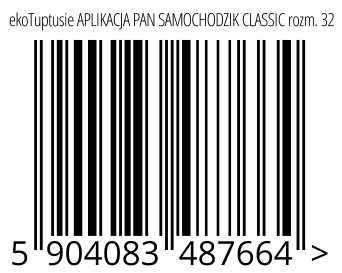 ekoTuptusie APLIKACJA PAN SAMOCHODZIK CLASSIC rozm. 32
5 904083 487664 >